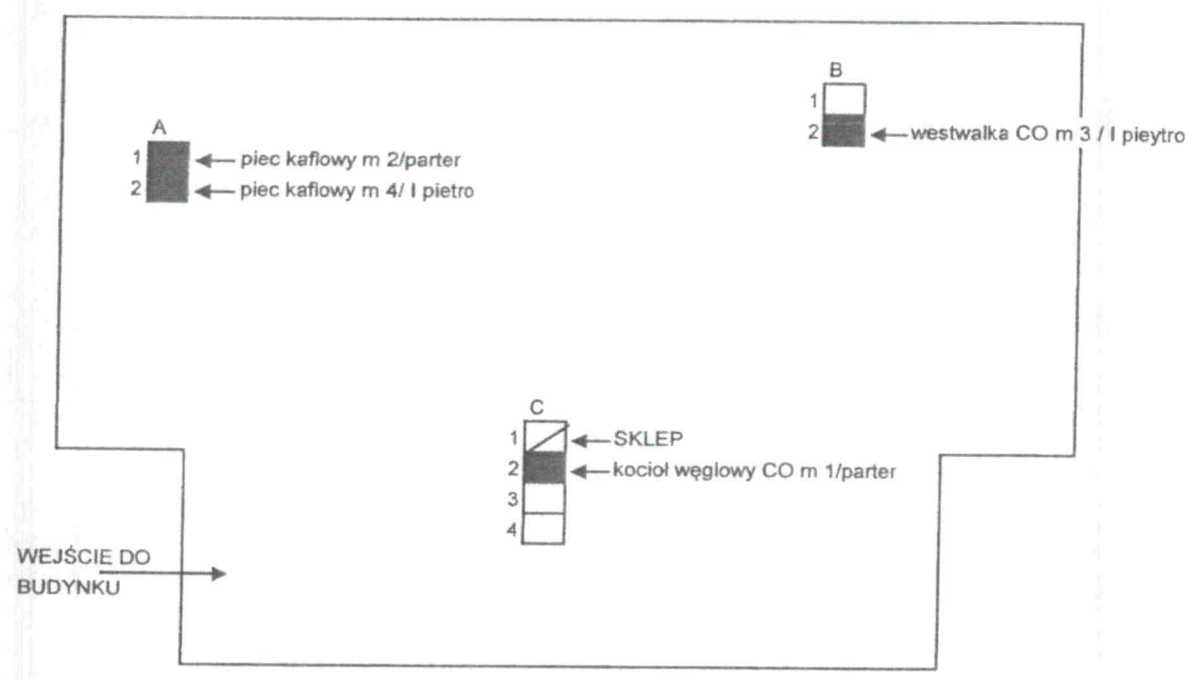 B
1
2 westwalka CO m 3 / I pieytro
A
1 piec kaflowy m 2/parter
2 piec kaflowy m 4/ I pietro
C
1 SKLEP
2 kocioł węglowy CO m 1/parter
3
4
WEJŚCIE DO
BUDYNKU